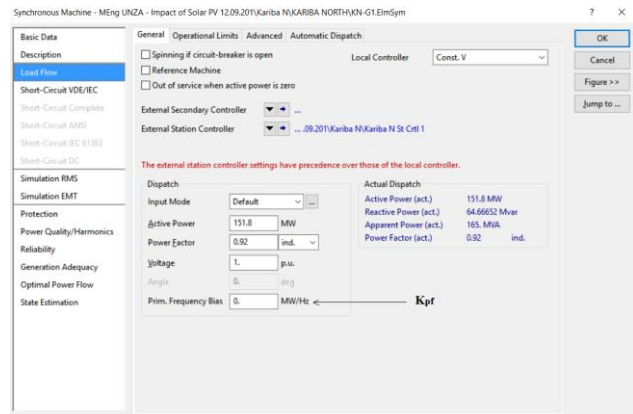 Synchronous Machine - MEng UNZA - Impact of Solar PV 12.09.201\Kariba N\KARIBA NORTH\KN-G1.ElmSym ? ×
Basic Data
Description
Load Flow
Short-Circuit VDE/IEC
Short-Circuit Complete
Short-Circuit ANSI
Short-Circuit IEC 61363
Short-Circuit DC
Simulation RMS
Simulation EMT
Protection
Power Quality/Harmonics
Reliability
Generation Adequacy
Optimal Power Flow
State Estimation
General Operational Limits Advanced Automatic Dispatch
Spinning if circuit-breaker is open
Reference Machine
Out of service when active power is zero
Local Controller Const. V
External Secondary Controller ...
External Station Controller ... .09.201\Kariba N\Kariba N St Crtl 1
The external station controller settings have precedence over those of the local controller.
Dispatch
Input Mode Default ...
Active Power 151.8 MW
Power Factor 0.92 ind.
Voltage 1. p.u.
Angle 0. deg
Prim. Frequency Bias 0. MW/Hz
Kpf
Actual Dispatch
Active Power (act.) 151.8 MW
Reactive Power (act.) 64.66652 Mvar
Apparent Power (act.) 165. MVA
Power Factor (act.) 0.92 ind.
OK
Cancel
Figure >>
Jump to ...